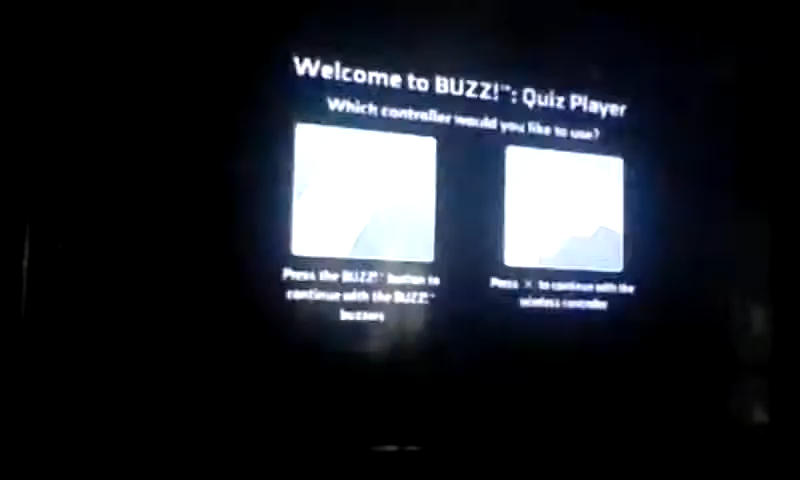 Welcome to BUZZ!™: Quiz Player
Which controller would you like to use?
Press the BUZZ!™ button to
continue with the BUZZ!™
buzzers
Press ✕ to continue with the
wireless controller